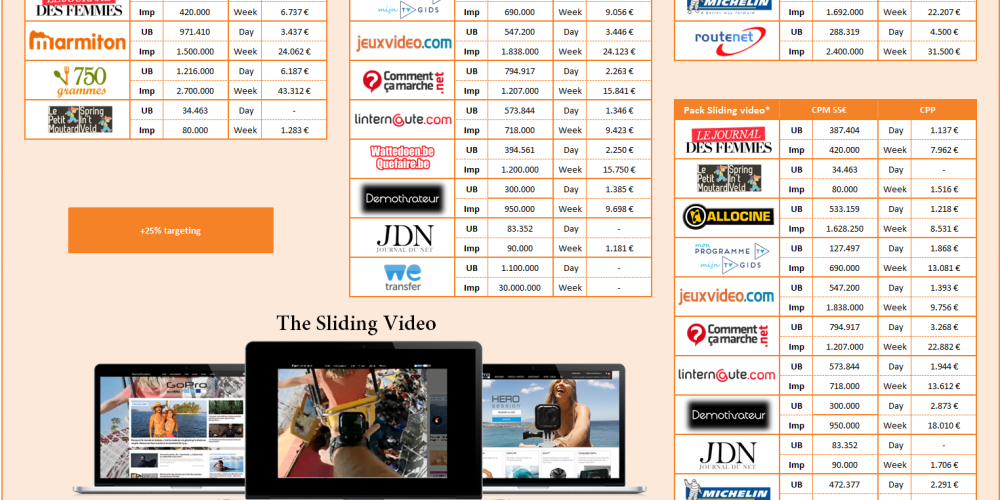 LE JOURNAL
DES FEMMES
Imp 420.000 Week 6.737 €
marmiton
UB 971.410 Day 3.437 €
Imp 1.500.000 Week 24.062 €
750
grammes
UB 1.216.000 Day 6.187 €
Imp 2.700.000 Week 43.312 €
Le Petit Moutard
Spring In't Veld
UB 34.463 Day -
Imp 80.000 Week 1.283 €
+25% targeting
mijn TV GIDS
Imp 690.000 Week 9.056 €
jeuxvideo.com
UB 547.200 Day 3.446 €
Imp 1.838.000 Week 24.123 €
Comment
ça marche .net
UB 794.917 Day 2.263 €
Imp 1.207.000 Week 15.841 €
linternaute.com
UB 573.844 Day 1.346 €
Imp 718.000 Week 9.423 €
Wattedoen.be
Quefaire.be
UB 394.561 Day 2.250 €
Imp 1.200.000 Week 15.750 €
Demotivateur
UB 300.000 Day 1.385 €
Imp 950.000 Week 9.698 €
JDN
JOURNAL DU NET
UB 83.352 Day -
Imp 90.000 Week 1.181 €
we
transfer
UB 1.100.000 Day -
Imp 30.000.000 Week -
MICHELIN
Imp 1.692.000 Week 22.207 €
routenet
UB 288.319 Day 4.500 €
Imp 2.400.000 Week 31.500 €
Pack Sliding video* CPM 55€ CPP
LE JOURNAL
DES FEMMES
UB 387.404 Day 1.137 €
Imp 420.000 Week 7.962 €
Le Petit Moutard
Spring In't Veld
UB 34.463 Day -
Imp 80.000 Week 1.516 €
ALLOCINE
UB 533.159 Day 1.218 €
Imp 1.628.250 Week 8.531 €
mon
PROGRAMME TV
mijn TV GIDS
UB 127.497 Day 1.868 €
Imp 690.000 Week 13.081 €
jeuxvideo.com
UB 547.200 Day 1.393 €
Imp 1.838.000 Week 9.756 €
Comment
ça marche .net
UB 794.917 Day 3.268 €
Imp 1.207.000 Week 22.882 €
linternaute.com
UB 573.844 Day 1.944 €
Imp 718.000 Week 13.612 €
Demotivateur
UB 300.000 Day 2.873 €
Imp 950.000 Week 18.010 €
JDN
JOURNAL DU NET
UB 83.352 Day -
Imp 90.000 Week 1.706 €
MICHELIN
UB 472.377 Day 2.291 €
The Sliding Video
GoPro
HERO
SESSION